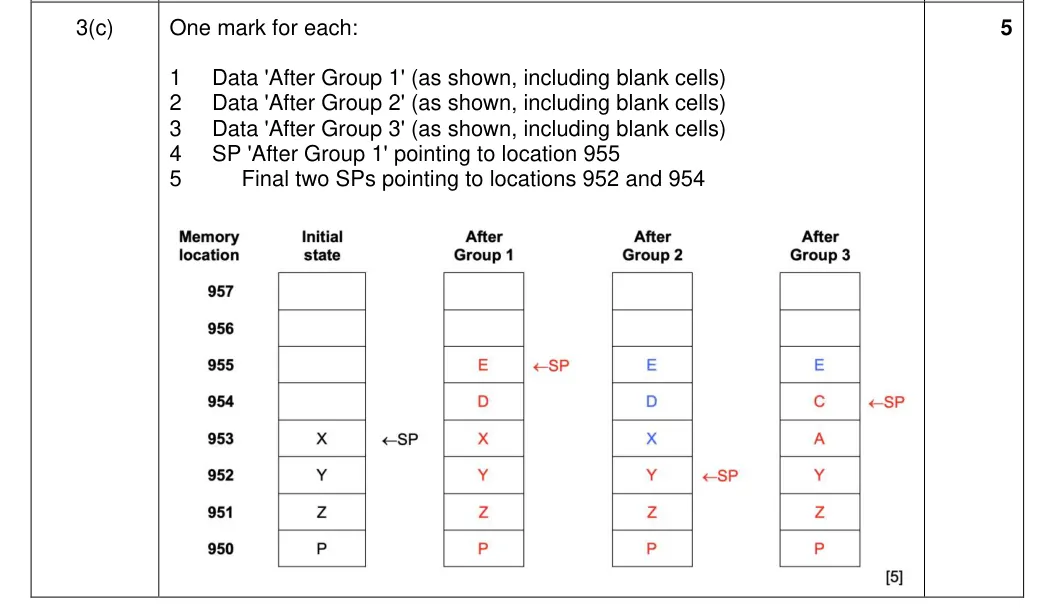 3(c) One mark for each: 5
1 Data 'After Group 1' (as shown, including blank cells)
2 Data 'After Group 2' (as shown, including blank cells)
3 Data 'After Group 3' (as shown, including blank cells)
4 SP 'After Group 1' pointing to location 955
5 Final two SPs pointing to locations 952 and 954
Memory Initial After After After
location state Group 1 Group 2 Group 3
957
956
955 E ←SP E E
954 D D C ←SP
953 X ←SP X X A
952 Y Y Y ←SP Y
951 Z Z Z Z
950 P P P P
[5]